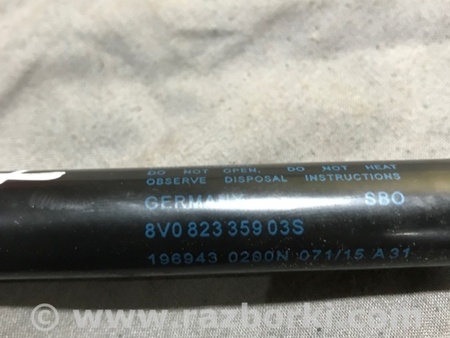 DO NOT OPEN. DO NOT HEAT
OBSERVE DISPOSAL INSTRUCTIONS
GERMANY SBO
8V0 823 359 03S
196943 0280N 071/15 A31
© www.razborki.com